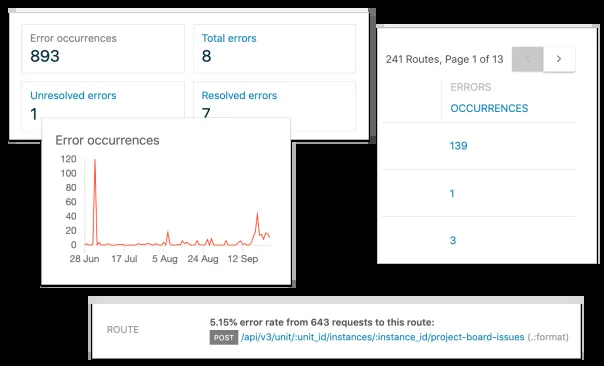 Error occurrences
893
Total errors
8
Unresolved errors
1
Resolved errors
7
Error occurrences
120
100
80
60
40
20
0
28 Jun 17 Jul 5 Aug 24 Aug 12 Sep
241 Routes, Page 1 of 13
ERRORS
OCCURRENCES
139
1
3
ROUTE
5.15% error rate from 643 requests to this route:
POST /api/v3/unit/:unit_id/instances/:instance_id/project-board-issues (.:format)